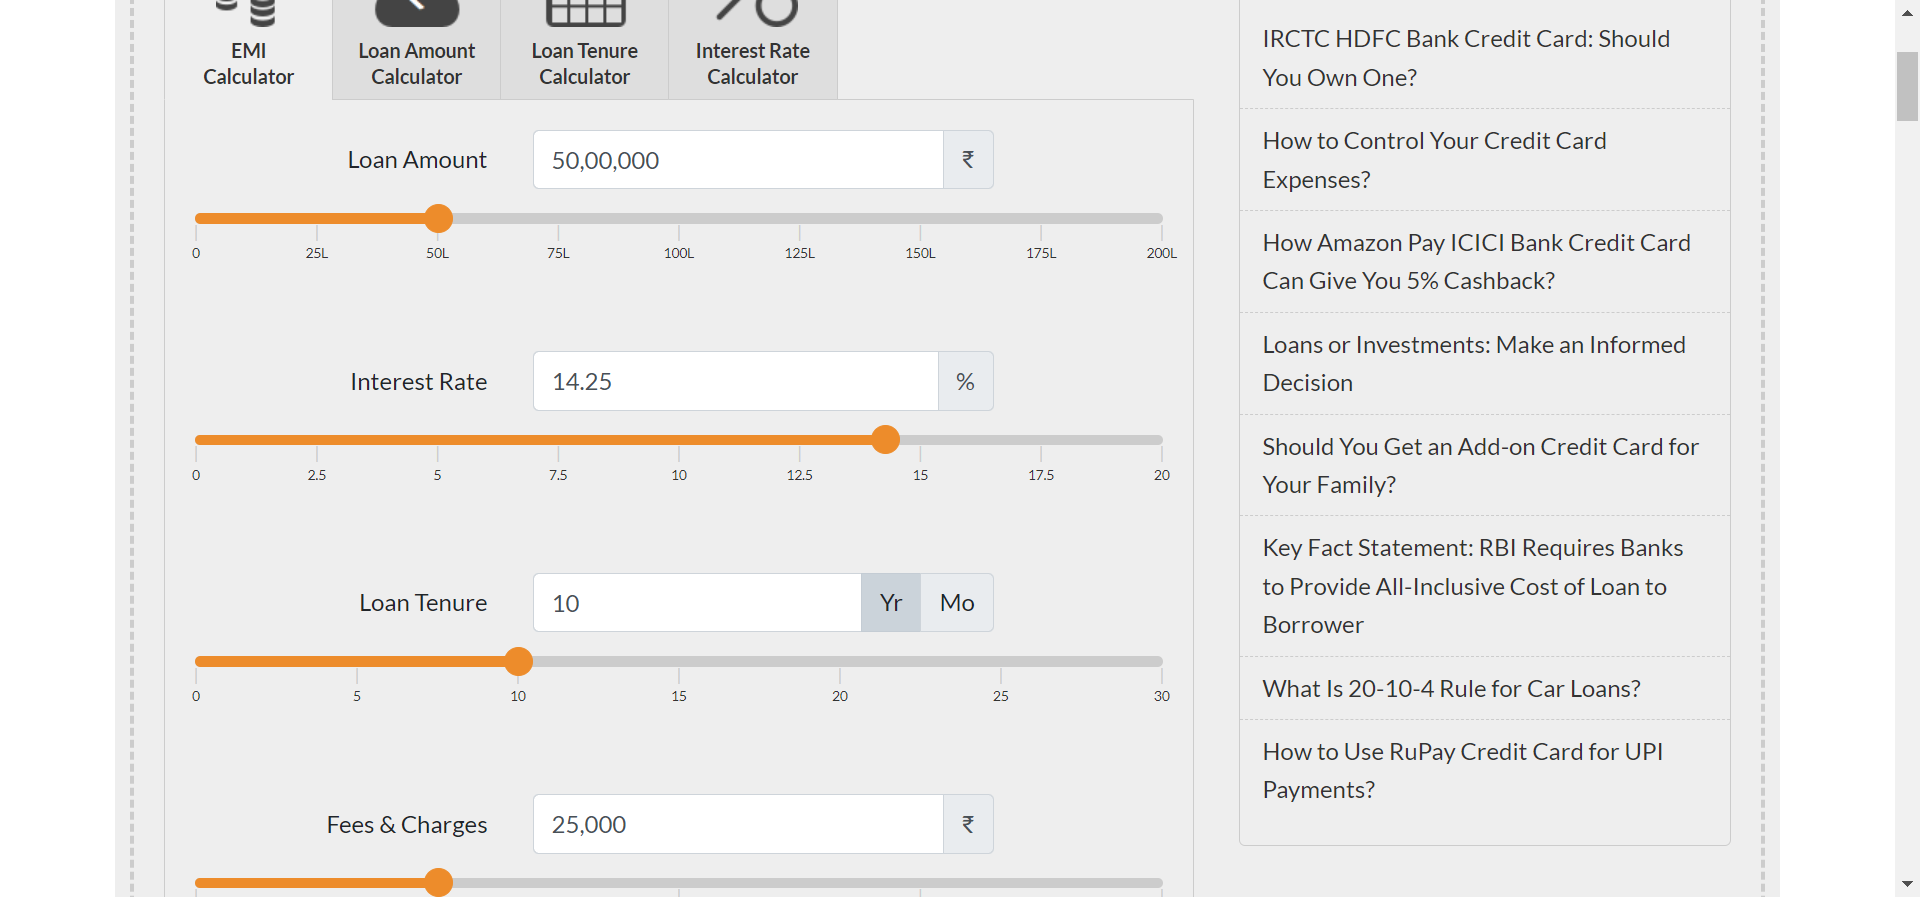 EMI
Calculator
Loan Amount
Calculator
Loan Tenure
Calculator
Interest Rate
Calculator
Loan Amount
50,00,000
₹
0
25L
50L
75L
100L
125L
150L
175L
200L
Interest Rate
14.25
%
0
2.5
5
7.5
10
12.5
15
17.5
20
Loan Tenure
10
Yr
Mo
0
5
10
15
20
25
30
Fees & Charges
25,000
₹
IRCTC HDFC Bank Credit Card: Should
You Own One?
How to Control Your Credit Card
Expenses?
How Amazon Pay ICICI Bank Credit Card
Can Give You 5% Cashback?
Loans or Investments: Make an Informed
Decision
Should You Get an Add-on Credit Card for
Your Family?
Key Fact Statement: RBI Requires Banks
to Provide All-Inclusive Cost of Loan to
Borrower
What Is 20-10-4 Rule for Car Loans?
How to Use RuPay Credit Card for UPI
Payments?